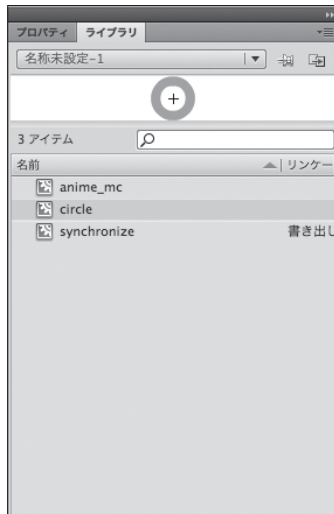 プロパティ ライブラリ
名称未設定-1
3 アイテム
名前 リンケー
anime_mc
circle
synchronize 書き出し